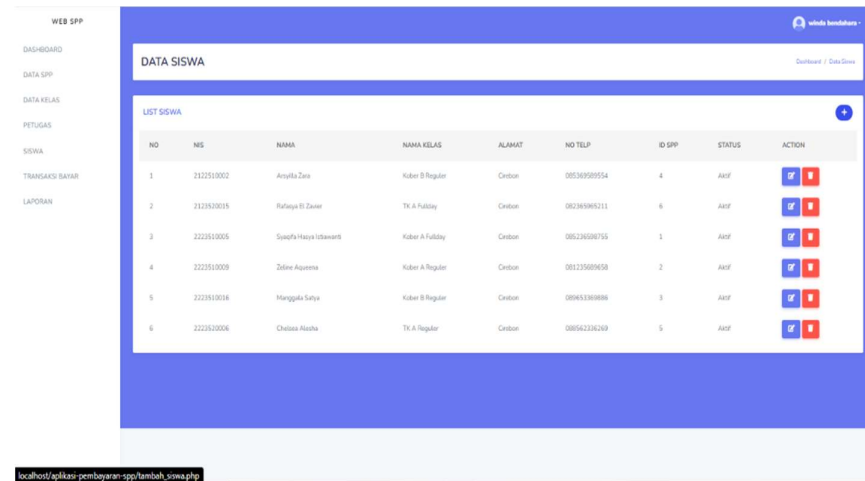 WEB SPP
winda bendahara
DASHBOARD
DATA SPP
DATA KELAS
PETUGAS
SISWA
TRANSAKSI BAYAR
LAPORAN
DATA SISWA
Dashboard / Data Siswa
LIST SISWA
NO NIS NAMA NAMA KELAS ALAMAT NO TELP ID SPP STATUS ACTION
1 2122510002 Arsyilla Zara Kober B Reguler Cirebon 085369589554 4 Aktif
2 2123520015 Rafasya El Zavier TK A Fullday Cirebon 082365965211 6 Aktif
3 2223510005 Syaqifa Hasya Kober A Fullday Cirebon 085236598755 1 Aktif
4 2223510009 Zeline Aqueena Kober A Reguler Cirebon 081235689658 2 Aktif
5 2223510016 Manggala Satya Kober B Reguler Cirebon 089653369886 3 Aktif
6 2223520006 Alesha TK A Reguler Cirebon 088562336269 5 Aktif
localhost/aplikasi-pembayaran-spp/tambah_siswa.php